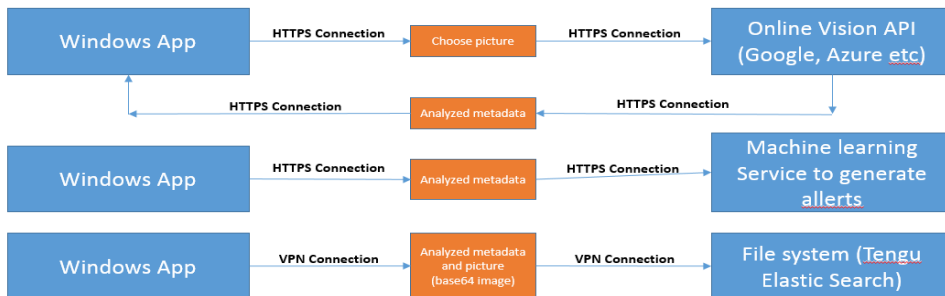 Windows App
HTTPS Connection
Choose picture
HTTPS Connection
Online Vision API
(Google, Azure etc)
HTTPS Connection
Analyzed metadata
HTTPS Connection
Windows App
HTTPS Connection
Analyzed metadata
HTTPS Connection
Machine learning
Service to generate
allerts
Windows App
VPN Connection
Analyzed metadata
and picture
(base64 image)
VPN Connection
File system (Tengu
Elastic Search)